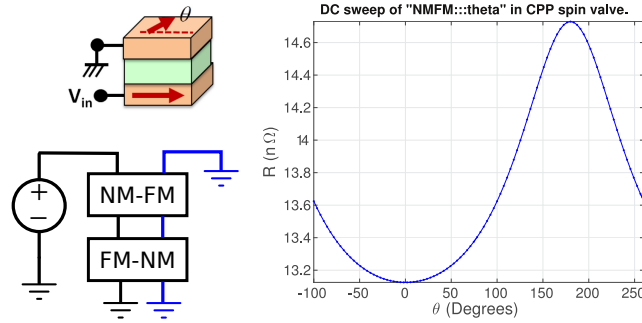 θ
V_in
NM-FM
FM-NM
+
−
DC sweep of "NMFM:::theta" in CPP spin valve.
R (n Ω)
14.6
14.4
14.2
14
13.8
13.6
13.4
13.2
-100
-50
0
50
100
150
200
250
θ (Degrees)